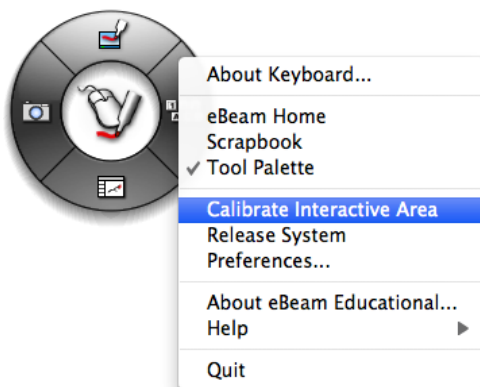 About Keyboard...
eBeam Home
Scrapbook
✓ Tool Palette
Calibrate Interactive Area
Release System
Preferences...
About eBeam Educational...
Help
Quit